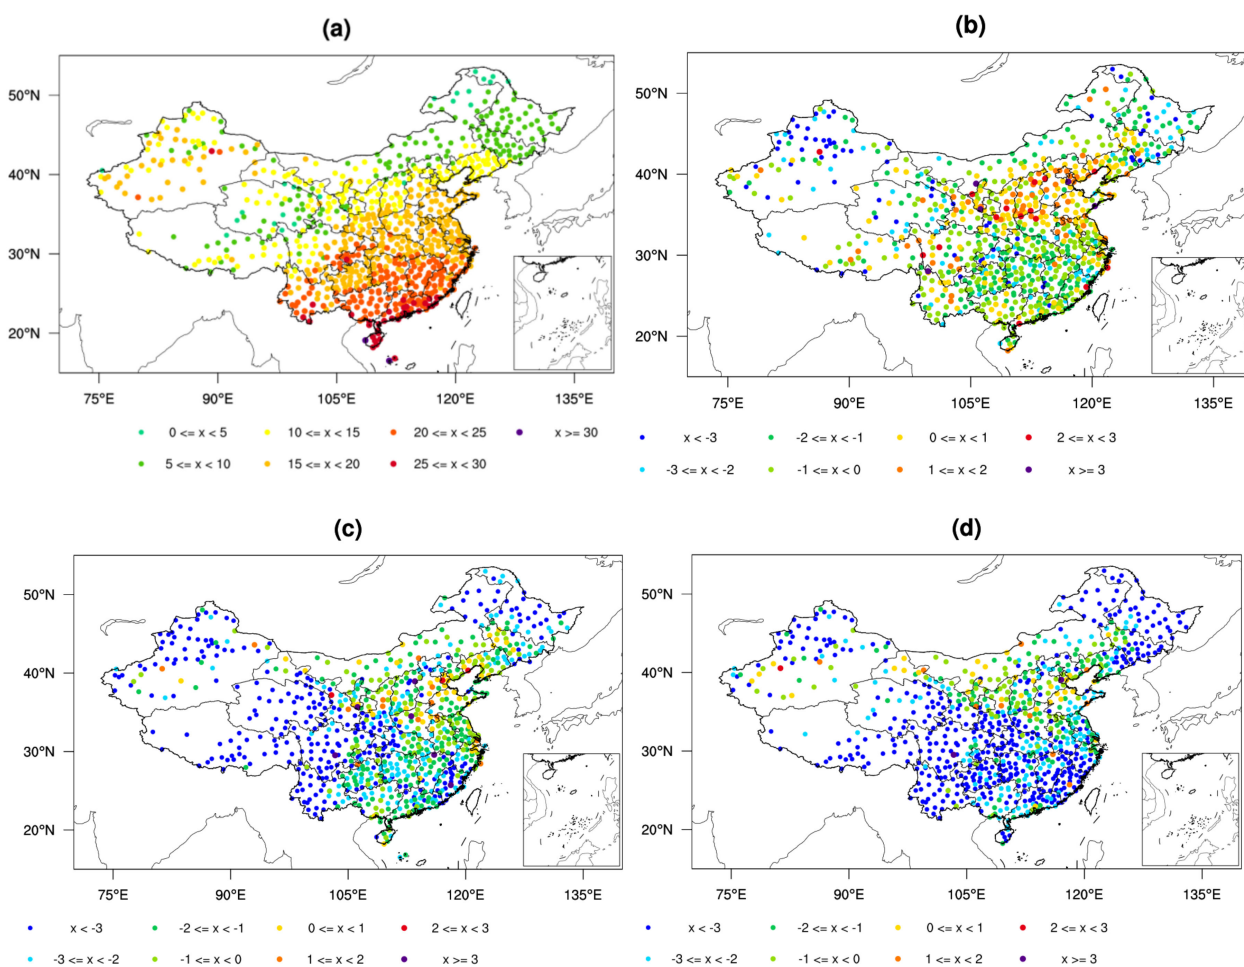 (a)
50°N
40°N
30°N
20°N
75°E 90°E 105°E 120°E 135°E
0 <= x < 5 10 <= x < 15 20 <= x < 25 x >= 30
5 <= x < 10 15 <= x < 20 25 <= x < 30
(b)
50°N
40°N
30°N
20°N
75°E 90°E 105°E 120°E 135°E
x < -3 -2 <= x < -1 0 <= x < 1 2 <= x < 3
-3 <= x < -2 -1 <= x < 0 1 <= x < 2 x >= 3
(c)
50°N
40°N
30°N
20°N
75°E 90°E 105°E 120°E 135°E
x < -3 -2 <= x < -1 0 <= x < 1 2 <= x < 3
-3 <= x < -2 -1 <= x < 0 1 <= x < 2 x >= 3
(d)
50°N
40°N
30°N
20°N
75°E 90°E 105°E 120°E 135°E
x < -3 -2 <= x < -1 0 <= x < 1 2 <= x < 3
-3 <= x < -2 -1 <= x < 0 1 <= x < 2 x >= 3